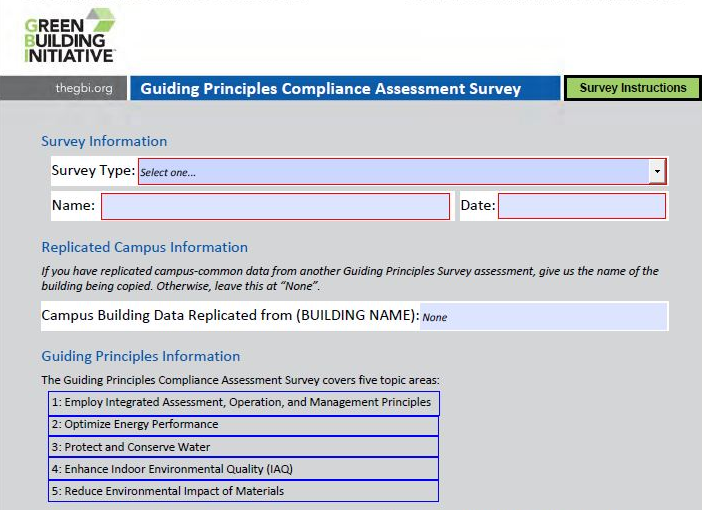 GREEN
BUILDING
INITIATIVE™
thegbi.org
Guiding Principles Compliance Assessment Survey
Survey Instructions
Survey Information
Survey Type: Select one...
Name: Date:
Replicated Campus Information
If you have replicated campus-common data from another Guiding Principles Survey assessment, give us the name of the
building being copied. Otherwise, leave this at “None”.
Campus Building Data Replicated from (BUILDING NAME): None
Guiding Principles Information
The Guiding Principles Compliance Assessment Survey covers five topic areas:
1: Employ Integrated Assessment, Operation, and Management Principles
2: Optimize Energy Performance
3: Protect and Conserve Water
4: Enhance Indoor Environmental Quality (IAQ)
5: Reduce Environmental Impact of Materials